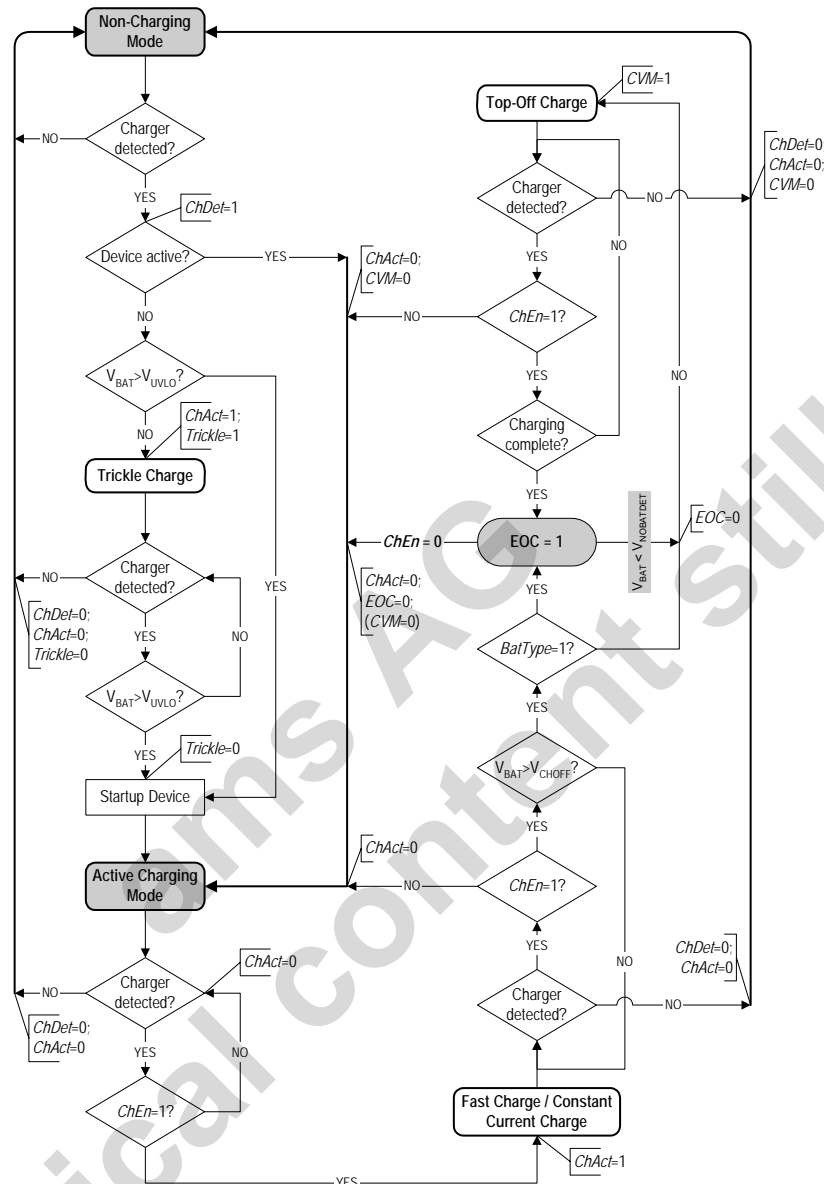 Non-Charging
Mode
Charger
detected?
NO
YES
ChDet=1
Device active?
YES
NO
VBAT>VUVLO?
NO
YES
ChAct=1;
Trickle=1
Trickle Charge
Charger
detected?
NO
ChDet=0;
ChAct=0;
Trickle=0
YES
NO
VBAT>VUVLO?
YES
Trickle=0
Startup Device
Active Charging
Mode
ChAct=0
Charger
detected?
NO
ChDet=0;
ChAct=0
YES
NO
ChEn=1?
YES
ChAct=1
Fast Charge / Constant
Current Charge
Charger
detected?
NO
ChDet=0;
ChAct=0
YES
ChEn=1?
NO
ChAct=0
YES
NO
VBAT>VCHOFF?
YES
BatType=1?
YES
NO
EOC = 1
ChEn = 0
ChAct=0;
EOC=0;
(CVM=0)
VBAT < VNOBATDET
EOC=0
CVM=1
Top-Off Charge
Charger
detected?
NO
ChDet=0;
ChAct=0;
CVM=0
YES
NO
ChEn=1?
NO
ChAct=0;
CVM=0
YES
Charging
complete?
YES
ams AG
ical content still